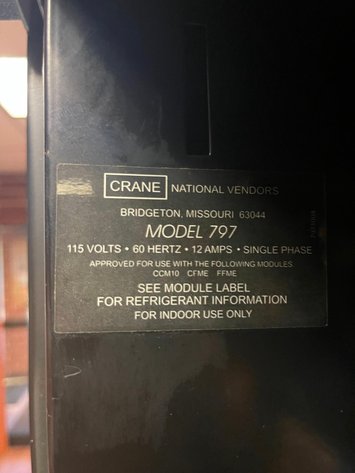 CRANE NATIONAL VENDORS
BRIDGETON, MISSOURI 63044
MODEL 797
115 VOLTS • 60 HERTZ • 12 AMPS • SINGLE PHASE
APPROVED FOR USE WITH THE FOLLOWING MODULES
CCM10 CFME FFME
SEE MODULE LABEL
FOR REFRIGERANT INFORMATION
FOR INDOOR USE ONLY